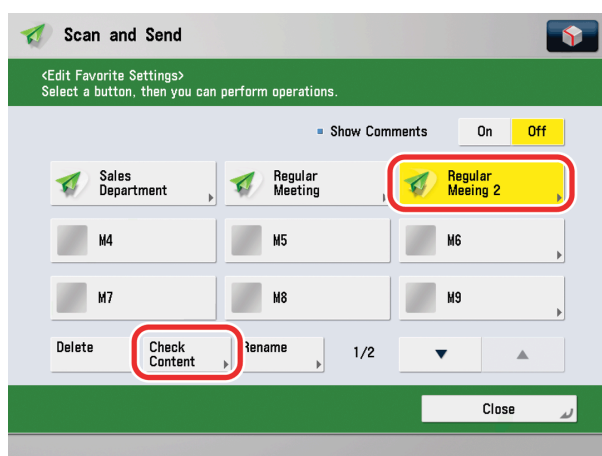 Scan and Send
<Edit Favorite Settings>
Select a button, then you can perform operations.
Show Comments On Off
Sales Department
Regular Meeting
Regular Meeing 2
M4 M5 M6
M7 M8 M9
Delete Check Content Rename 1/2
Close